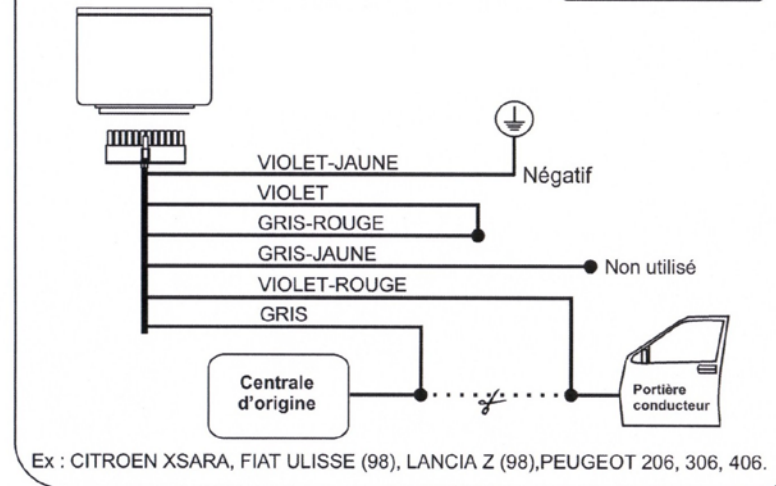 VIOLET-JAUNE
Négatif
VIOLET
GRIS-ROUGE
GRIS-JAUNE
Non utilisé
VIOLET-ROUGE
GRIS
Centrale
d'origine
Portière
conducteur
Ex : CITROEN XSARA, FIAT ULISSE (98), LANCIA Z (98),PEUGEOT 206, 306, 406.